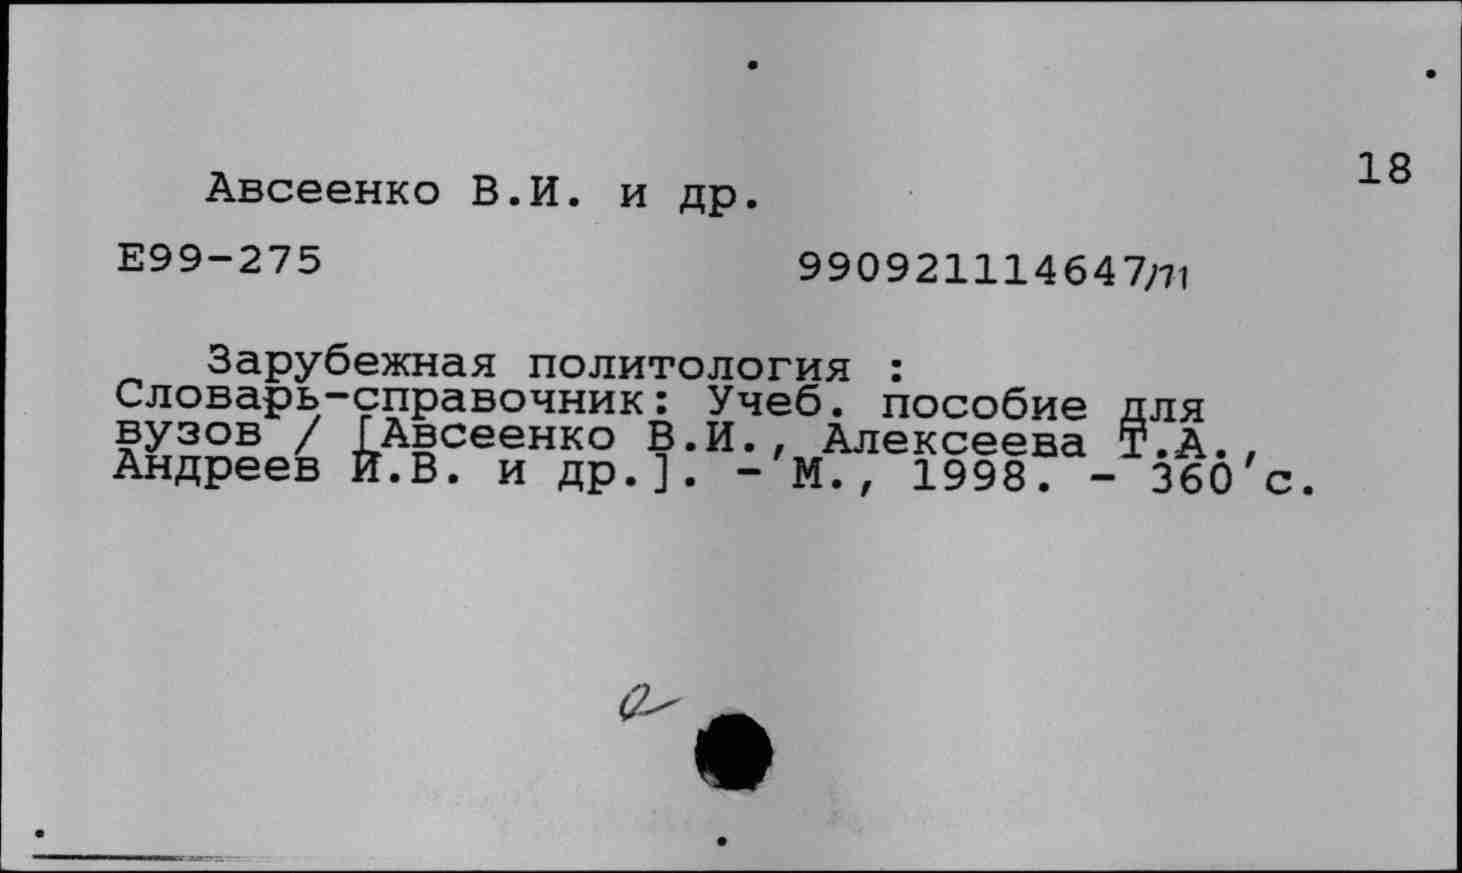 18
Авсеенко В.И. и др.
Е99-275 990921114647/п
Зарубежная политология :
Словарь-справочник: Учеб. пособие для
вузов / [Авсеенко В.И., Алексеева Т.А.,
Андреев И.В. и др.]. - М., 1998. - 360 с.